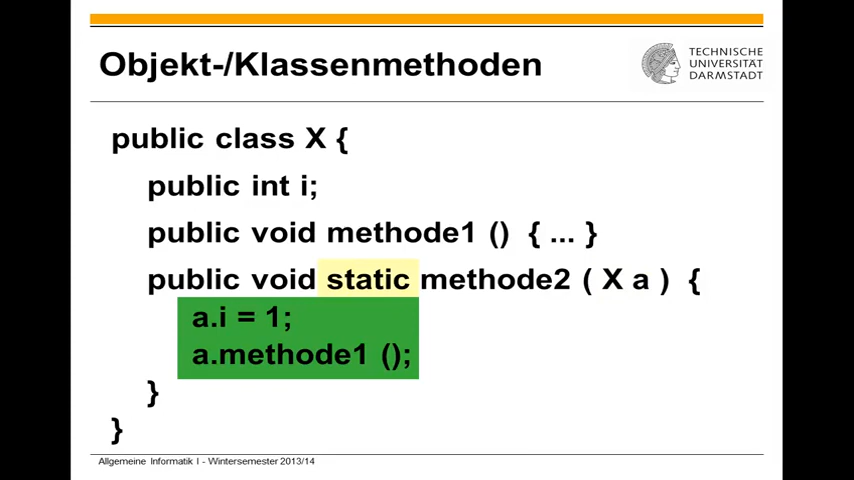 Objekt-/Klassenmethoden
TECHNISCHE
UNIVERSITÄT
DARMSTADT
public class X {
public int i;
public void methode1 () { ... }
public void static methode2 ( X a ) {
a.i = 1;
a.methode1 ();
}
}
Allgemeine Informatik I - Wintersemester 2013/14